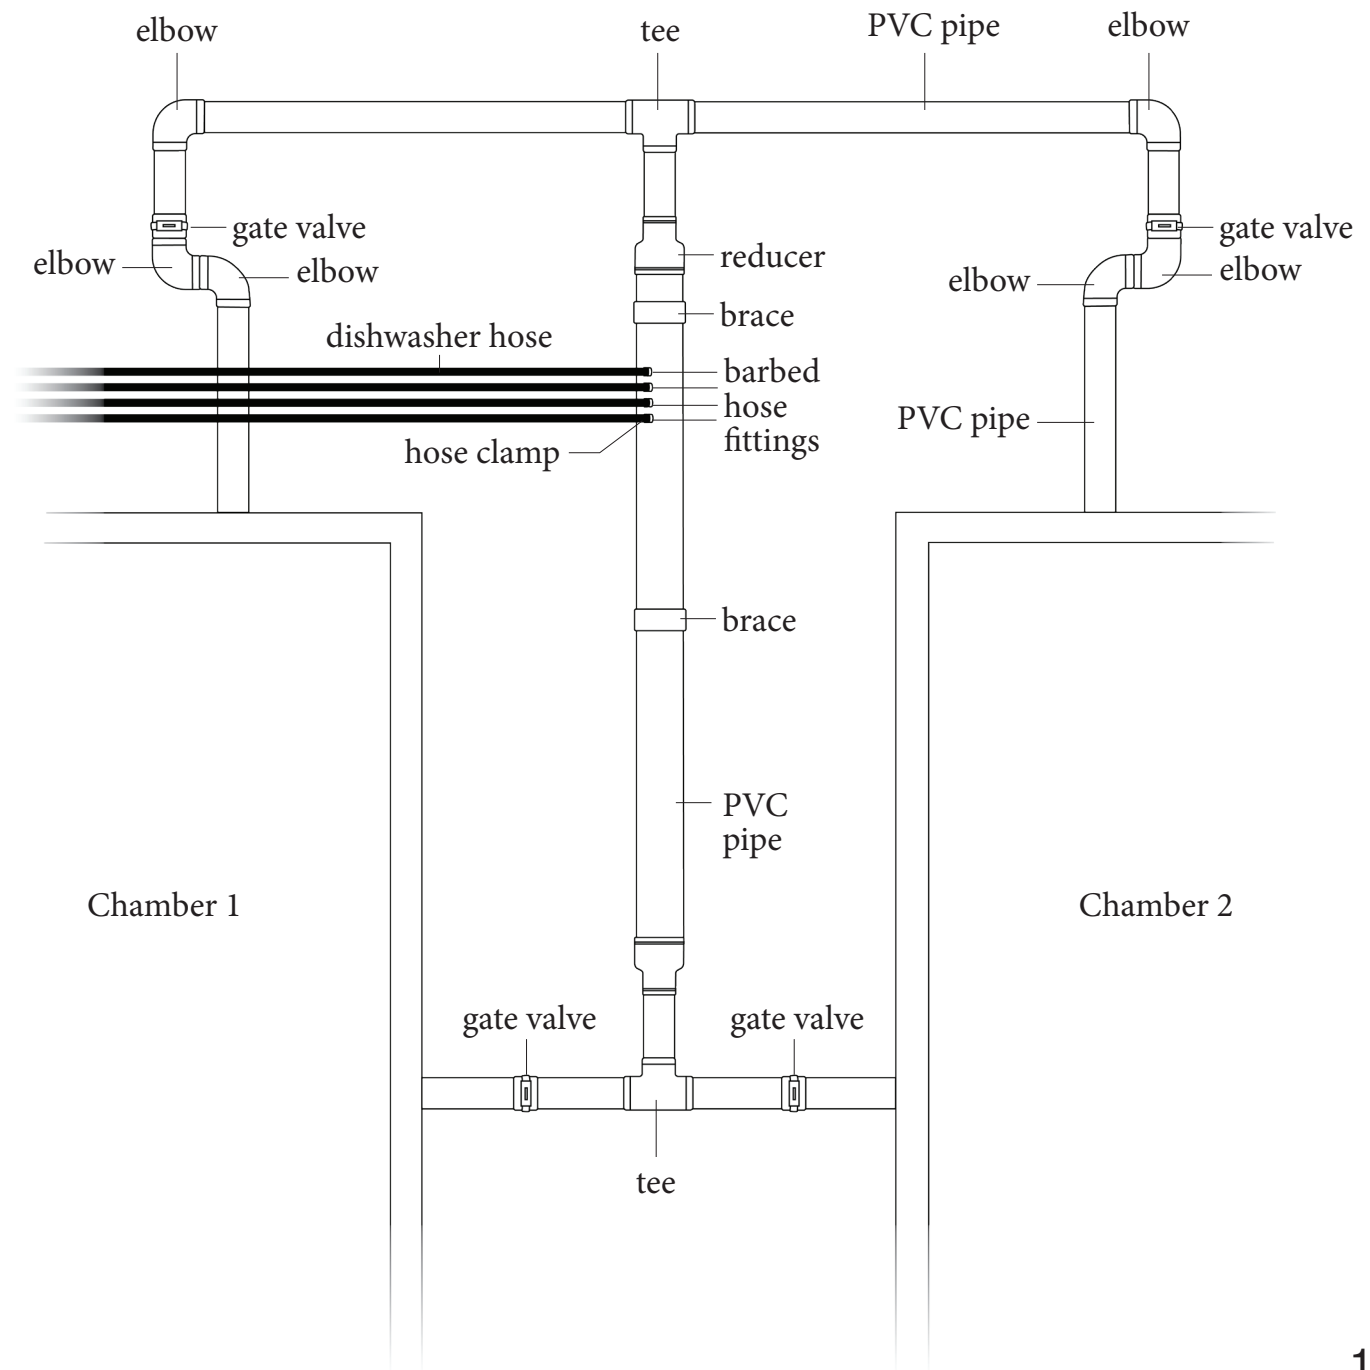 elbow
tee
PVC pipe
elbow
gate valve
gate valve
elbow
elbow
reducer
elbow
elbow
brace
dishwasher hose
barbed
hose
fittings
hose clamp
PVC pipe
brace
PVC
pipe
Chamber 1
Chamber 2
gate valve
gate valve
tee
1